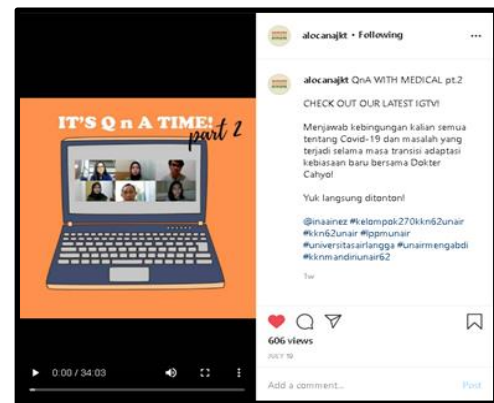 IT'S Q n A TIME!
part 2
0:00 / 34:03
alocanajkt • Following
alocanajkt QnA WITH MEDICAL pt.2
CHECK OUT OUR LATEST IGTV!
Menjawab kebingungan kalian semua
tentang Covid-19 dan masalah yang
terjadi selama masa transisi adaptasi
kebiasaan baru bersama Dokter
Cahyo!
Yuk langsung ditonton!
@inaainez #kelompok270kkn62unair
#kkn62unair #lppmunair
#universitasairlangga #unairmengabdi
#kknmandiriunair62
1w
606 views
JULY 19
Add a comment...
Post